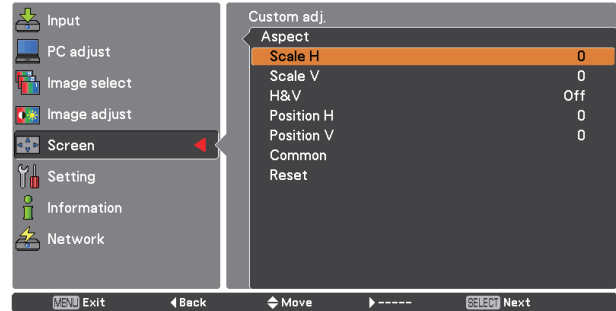 Input
PC adjust
Image select
Image adjust
Screen
Setting
Information
Network
Custom adj.
Aspect
Scale H 0
Scale V 0
H&V Off
Position H 0
Position V 0
Common
Reset
MENU Exit Back Move ----- SELECT Next